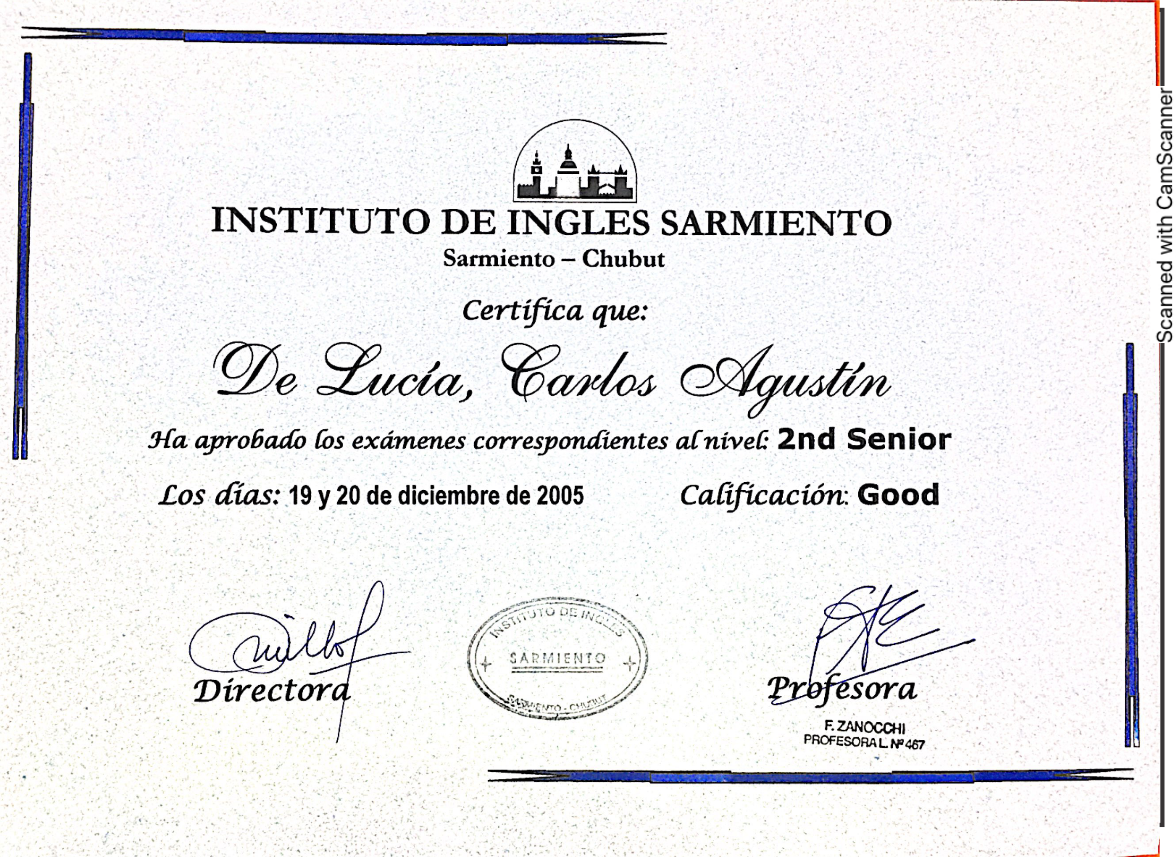 INSTITUTO DE INGLES SARMIENTO
Sarmiento – Chubut
Certifica que:
De Lucía, Carlos Agustín
Ha aprobado los exámenes correspondientes al nivel: 2nd Senior
Los días: 19 y 20 de diciembre de 2005 Calificación: Good
INSTITUTO DE INGLES
SARMIENTO
SARMIENTO - CHUBUT
Directora
Profesora
F. ZANOCCHI
PROFESORA L. Nº 467
Scanned with CamScanner